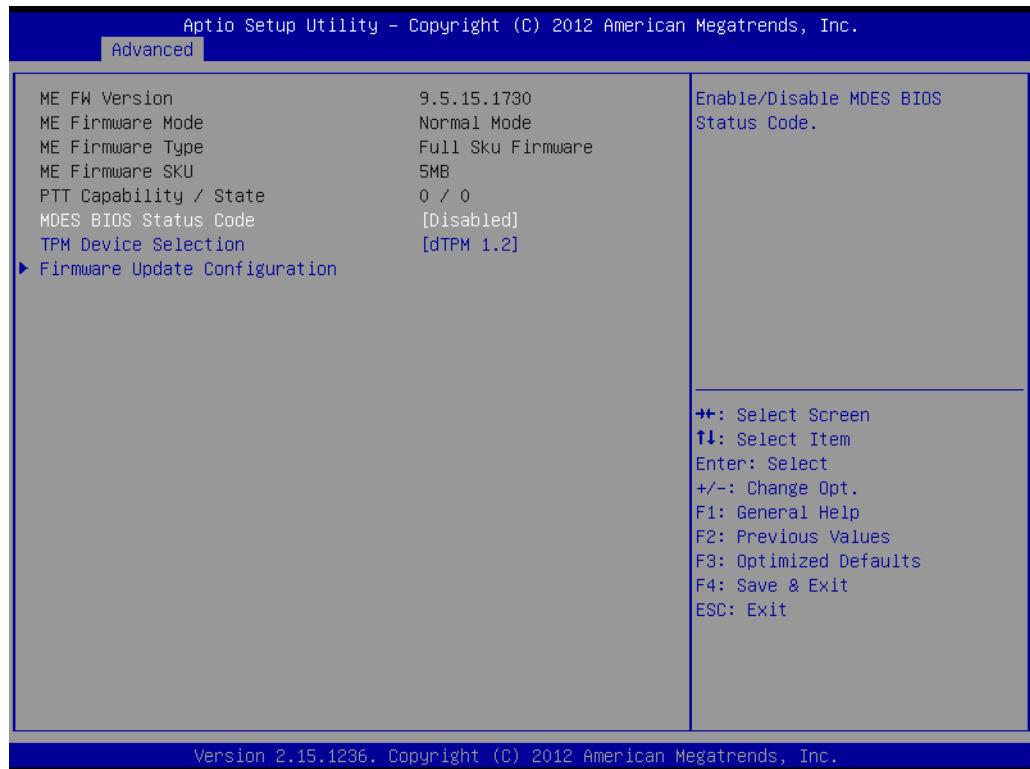 Aptio Setup Utility – Copyright (C) 2012 American Megatrends, Inc.
Advanced
ME FW Version 9.5.15.1730
ME Firmware Mode Normal Mode
ME Firmware Type Full Sku Firmware
ME Firmware SKU 5MB
PTT Capability / State 0 / 0
MDES BIOS Status Code [Disabled]
TPM Device Selection [dTPM 1.2]
▶ Firmware Update Configuration
Enable/Disable MDES BIOS
Status Code.
→←: Select Screen
↑↓: Select Item
Enter: Select
+/-: Change Opt.
F1: General Help
F2: Previous Values
F3: Optimized Defaults
F4: Save & Exit
ESC: Exit
Version 2.15.1236. Copyright (C) 2012 American Megatrends, Inc.